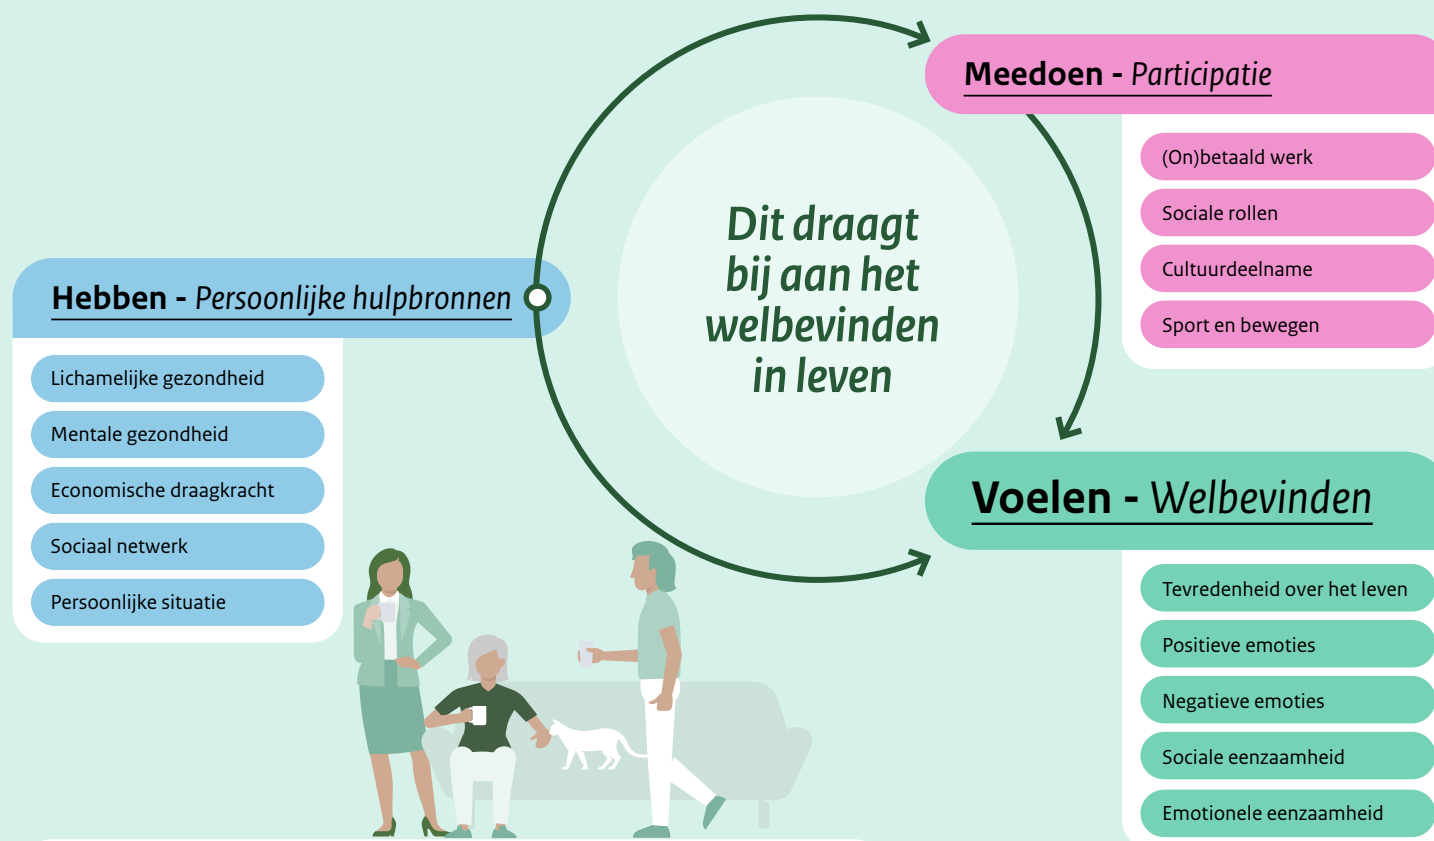 Meedoen - Participatie
(On)betaald werk
Sociale rollen
Cultuurdeelname
Sport en bewegen
Dit draagt
bij aan het
welbevinden
in leven
Hebben - Persoonlijke hulpbronnen
Lichamelijke gezondheid
Mentale gezondheid
Economische draagkracht
Sociaal netwerk
Persoonlijke situatie
Voelen - Welbevinden
Tevredenheid over het leven
Positieve emoties
Negatieve emoties
Sociale eenzaamheid
Emotionele eenzaamheid